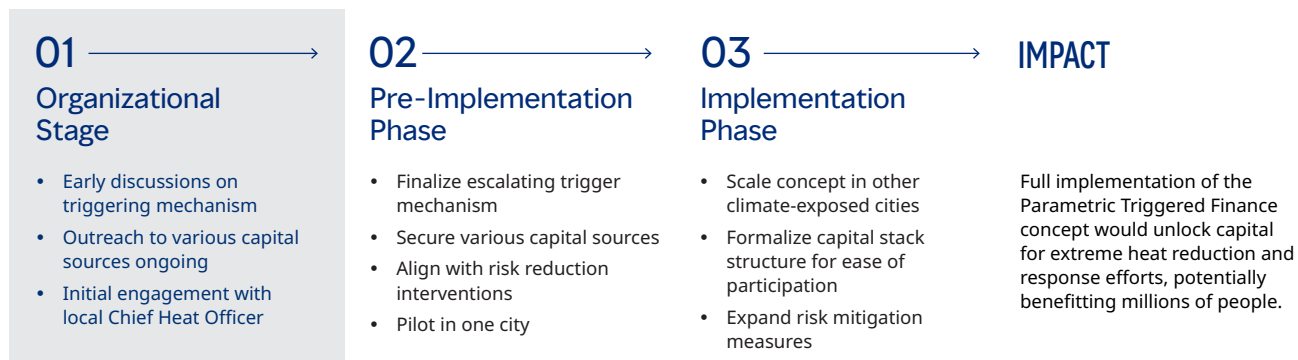 01
Organizational
Stage
• Early discussions on
triggering mechanism
• Outreach to various capital
sources ongoing
• Initial engagement with
local Chief Heat Officer
02
Pre-Implementation
Phase
• Finalize escalating trigger
mechanism
• Secure various capital sources
• Align with risk reduction
interventions
• Pilot in one city
03
Implementation
Phase
• Scale concept in other
climate-exposed cities
• Formalize capital stack
structure for ease of
participation
• Expand risk mitigation
measures
IMPACT
Full implementation of the
Parametric Triggered Finance
concept would unlock capital
for extreme heat reduction and
response efforts, potentially
benefitting millions of people.